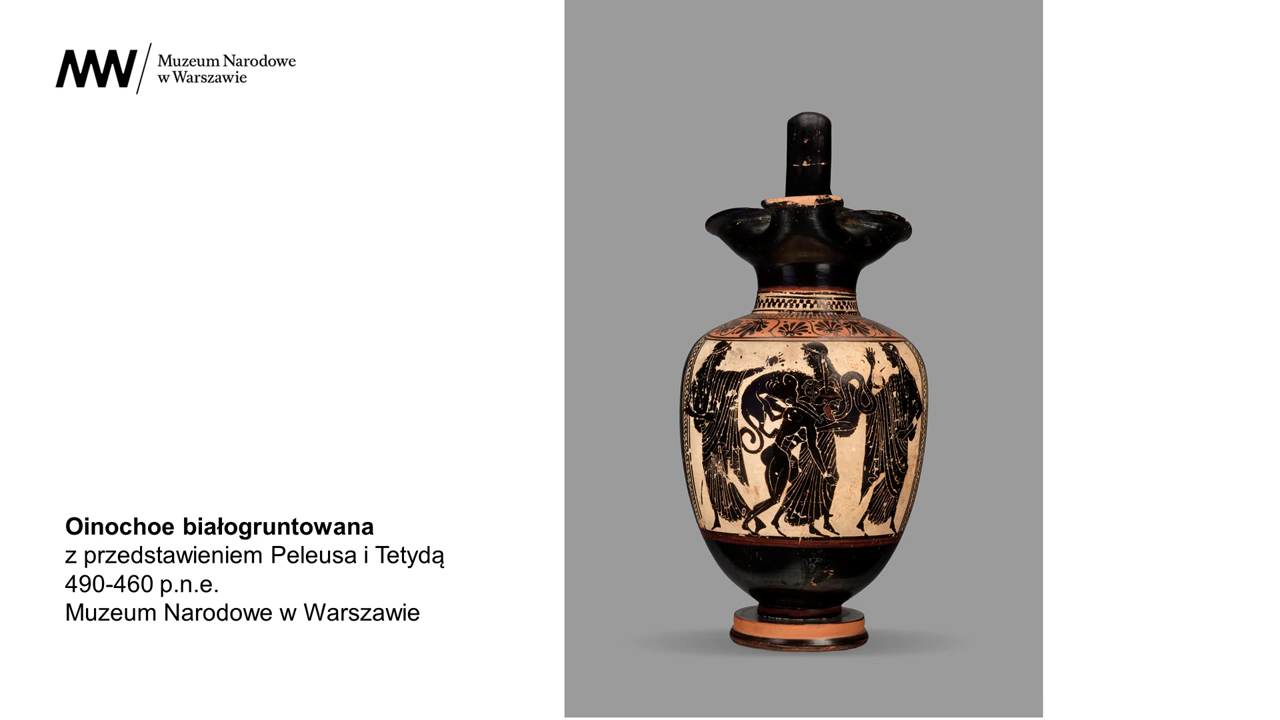 MNW
Muzeum Narodowe
w Warszawie
Oinochoe białogruntowana
z przedstawieniem Peleusa i Tetydą
490-460 p.n.e.
Muzeum Narodowe w Warszawie